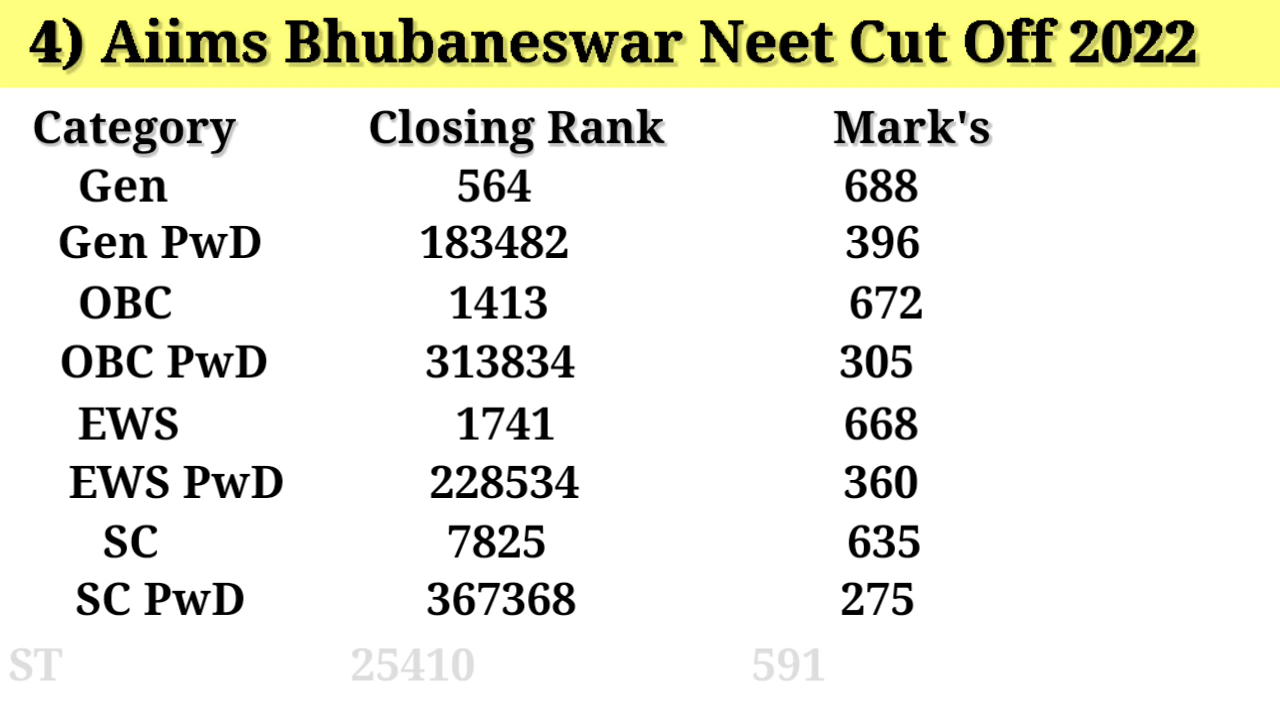 4) Aiims Bhubaneswar Neet Cut Off 2022
Category Closing Rank Mark's
Gen 564 688
Gen PwD 183482 396
OBC 1413 672
OBC PwD 313834 305
EWS 1741 668
EWS PwD 228534 360
SC 7825 635
SC PwD 367368 275
ST 25410 591